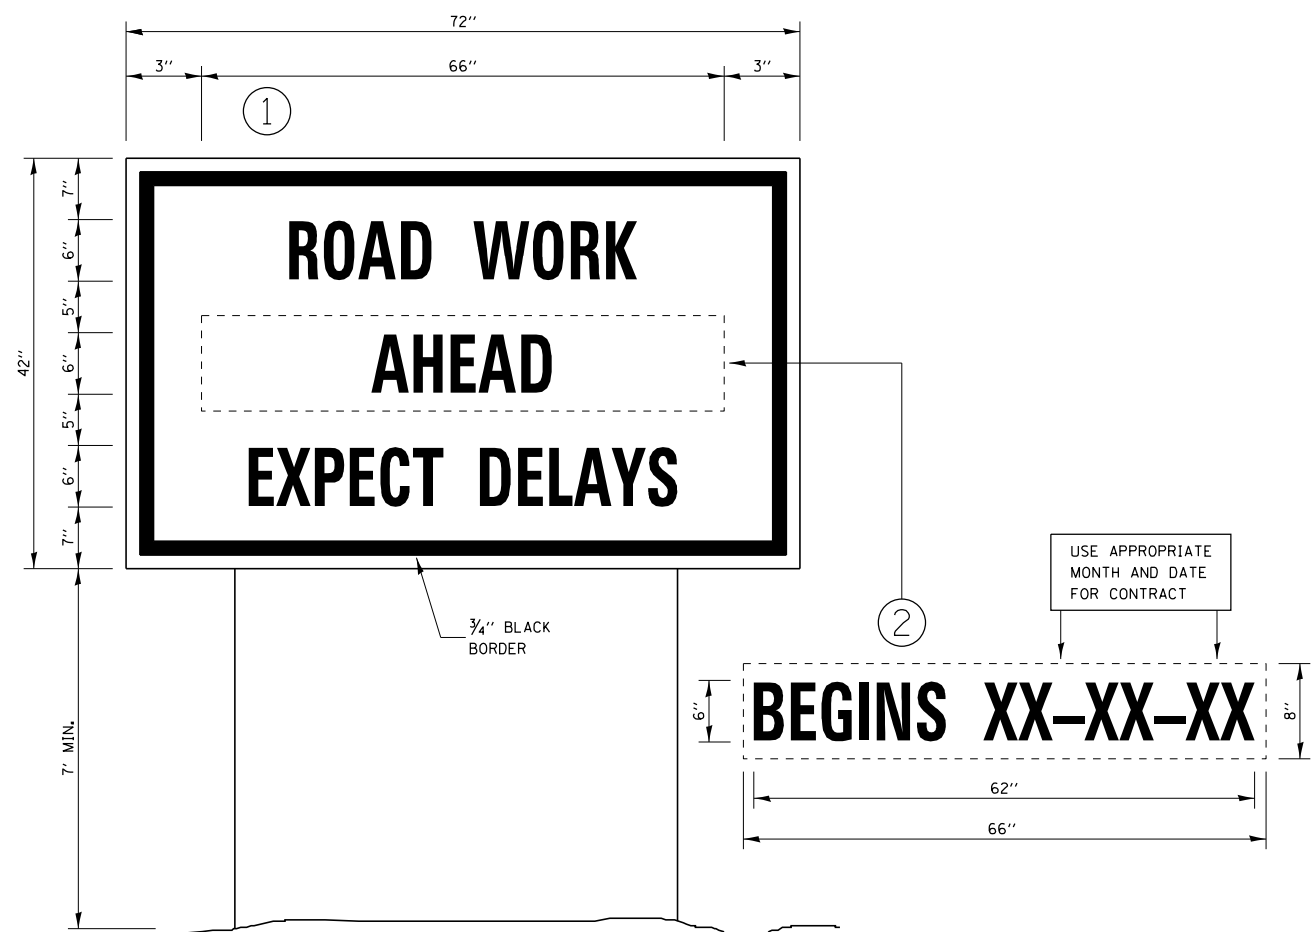 72''
3'' 66'' 3''
1
7''
6''
5''
6''
5''
6''
7''
42''
ROAD WORK
AHEAD
EXPECT DELAYS
3/4'' BLACK
BORDER
7' MIN.
2
USE APPROPRIATE
MONTH AND DATE
FOR CONTRACT
6''
BEGINS XX–XX–XX
8''
62''
66''